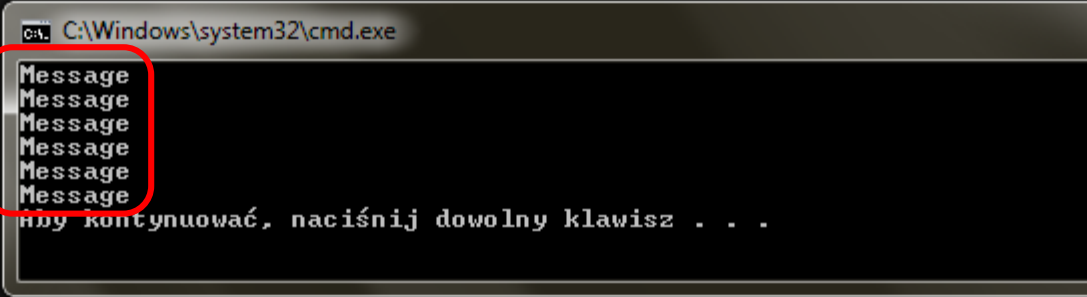 C:\Windows\system32\cmd.exe
Message
Message
Message
Message
Message
Message
Aby kontynuować, naciśnij dowolny klawisz . . .